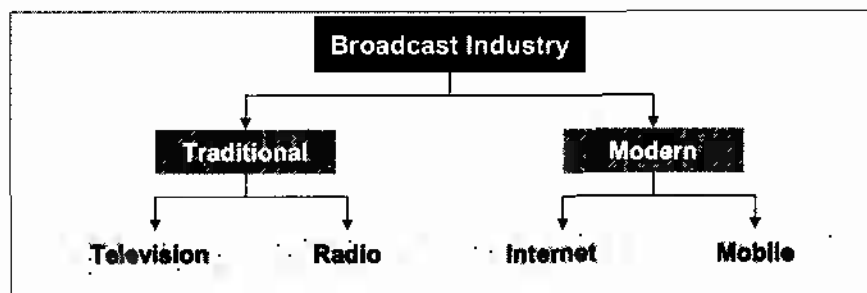 Broadcast Industry
Traditional Modern
Television Radio Internet Mobile